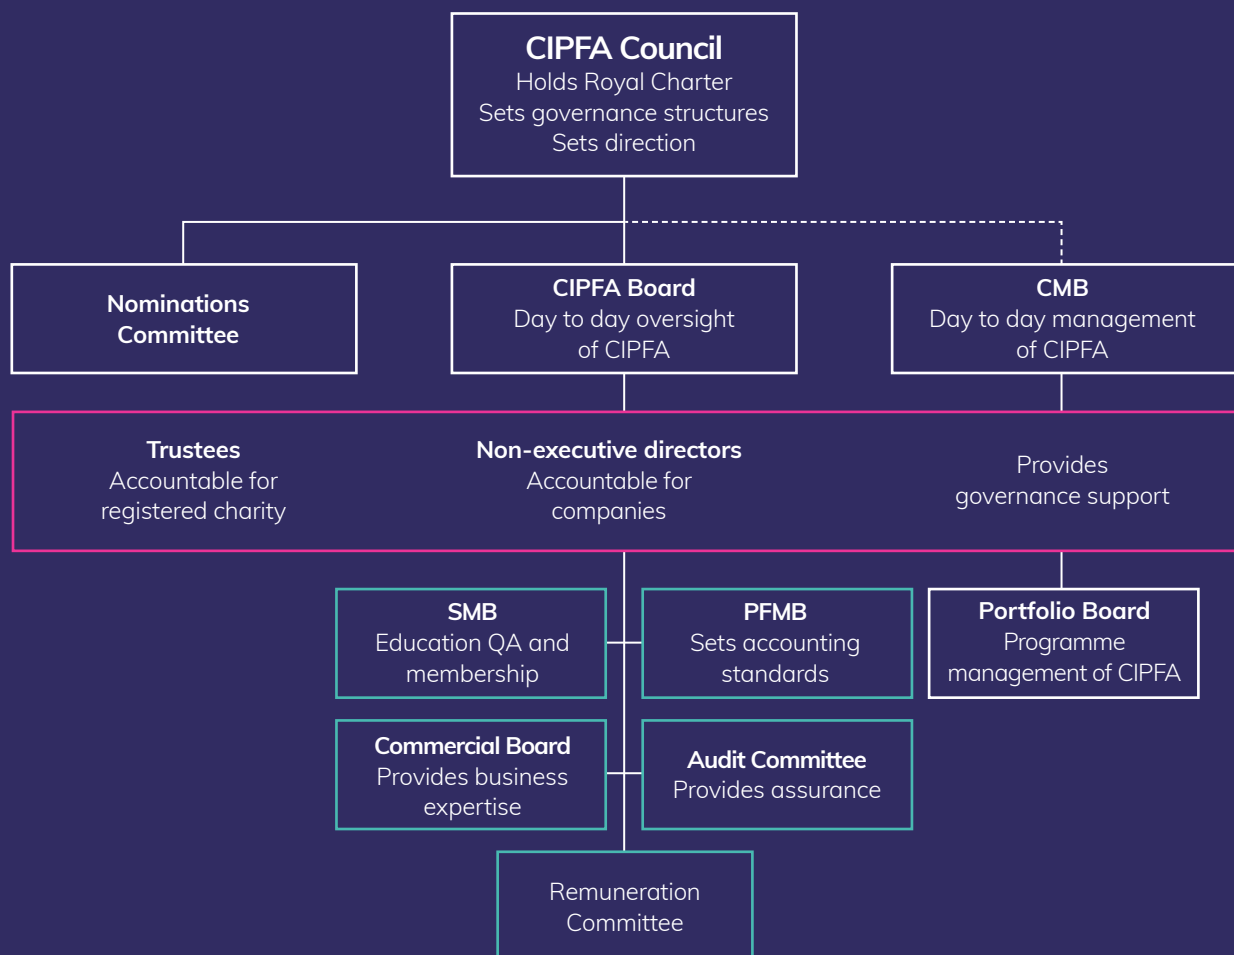 CIPFA Council
Holds Royal Charter
Sets governance structures
Sets direction
Nominations
Committee
CIPFA Board
Day to day oversight
of CIPFA
CMB
Day to day management
of CIPFA
Trustees
Accountable for
registered charity
Non-executive directors
Accountable for
companies
Provides
governance support
SMB
Education QA and
membership
PFMB
Sets accounting
standards
Portfolio Board
Programme
management of CIPFA
Commercial Board
Provides business
expertise
Audit Committee
Provides assurance
Remuneration
Committee